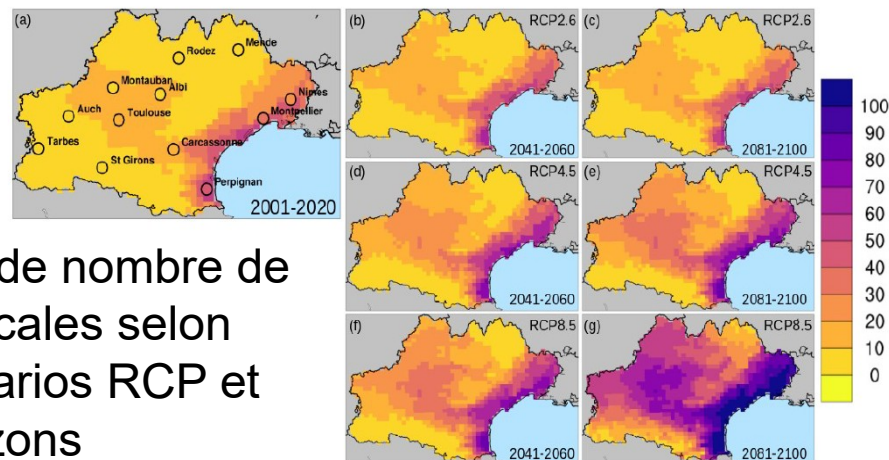 (a)
Rodez
Mende
Montauban
Albi
Nimes
Auch
Toulouse
Montpellier
Tarbes
Carcassonne
St Girons
Perpignan
2001-2020
(b) RCP2.6
2041-2060
(c) RCP2.6
2081-2100
(d) RCP4.5
2041-2060
(e) RCP4.5
2081-2100
(f) RCP8.5
2041-2060
(g) RCP8.5
2081-2100
100
90
80
70
60
50
40
30
20
10
0
de nombre de
cales selon
arios RCP et
zons